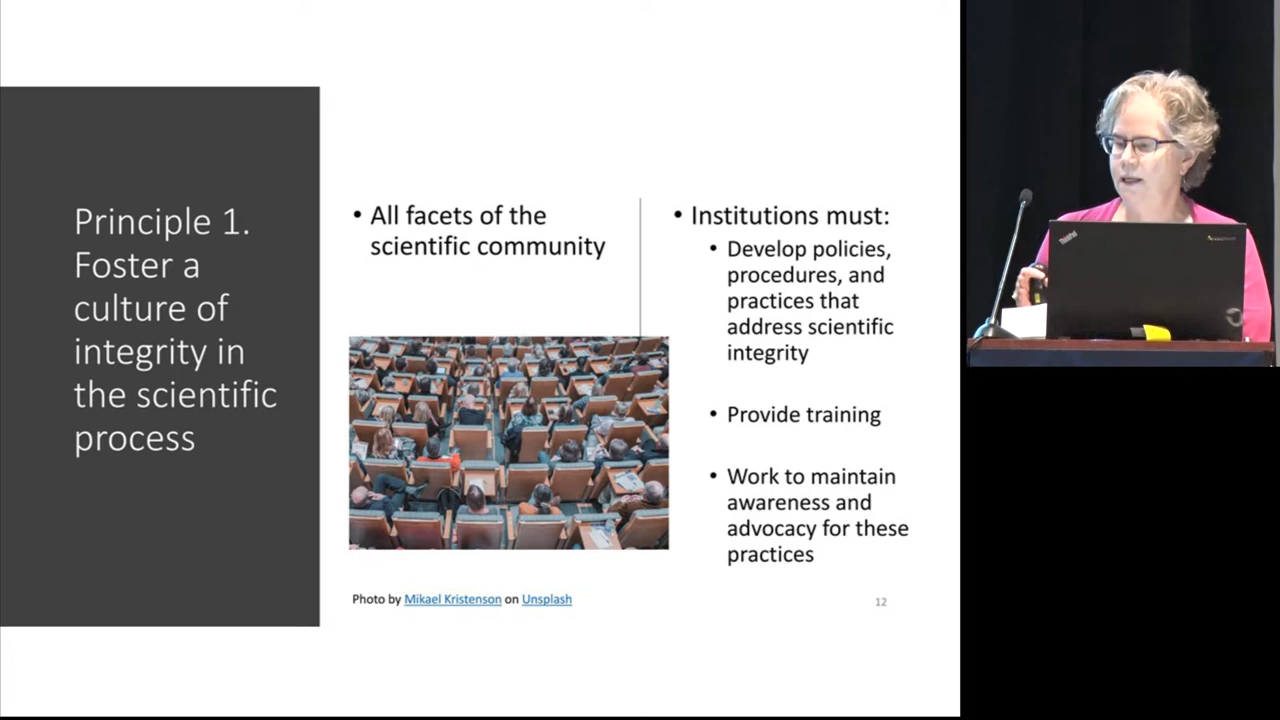 Principle 1.
Foster a
culture of
integrity in
the scientific
process
• All facets of the
scientific community
• Institutions must:
• Develop policies,
procedures, and
practices that
address scientific
integrity
• Provide training
• Work to maintain
awareness and
advocacy for these
practices
Photo by Mikael Kristenson on Unsplash
12
ThinkPad